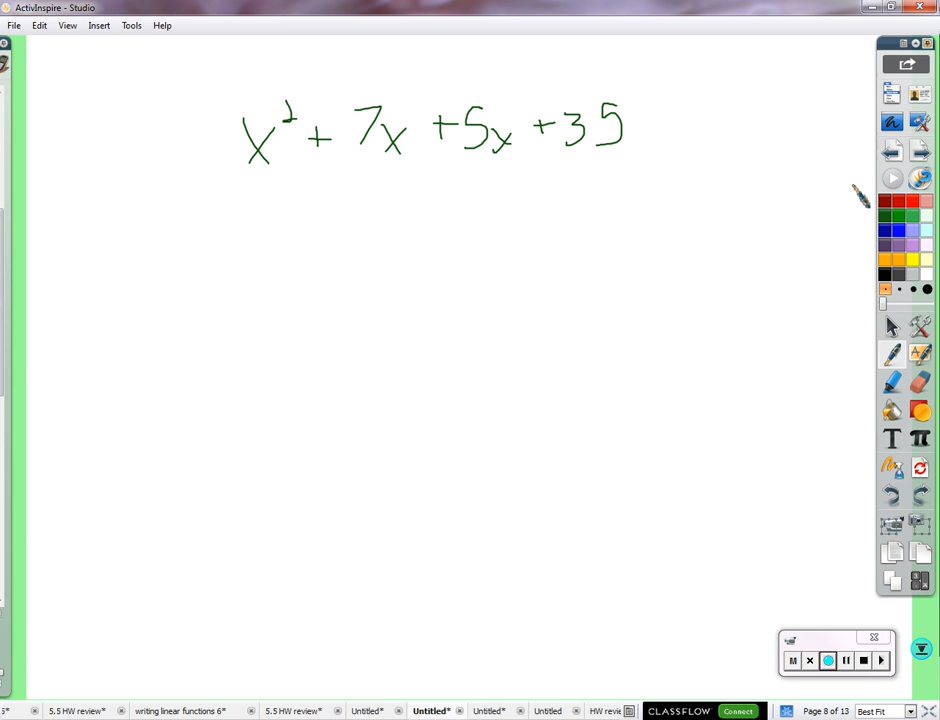 ActivInspire - Studio
File Edit View Insert Tools Help
x² + 7x + 5x + 35
T π
M
5* 5.5 HW review* writing linear functions 6* 5.5 HW review* Untitled* Untitled* Untitled* Untitled HW revie CLASSFLOW Connect Page 8 of 13 Best Fit